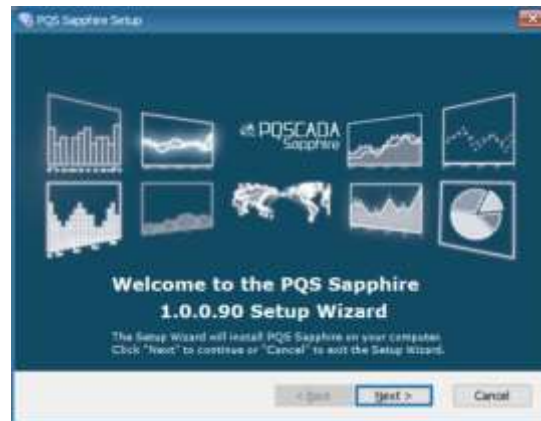 PQS Sapphire Setup
PQSCADA
Sapphire
Welcome to the PQS Sapphire
1.0.0.90 Setup Wizard
The Setup Wizard will install PQS Sapphire on your computer.
Click "Next" to continue or "Cancel" to exit the Setup Wizard.
< Back
Next >
Cancel